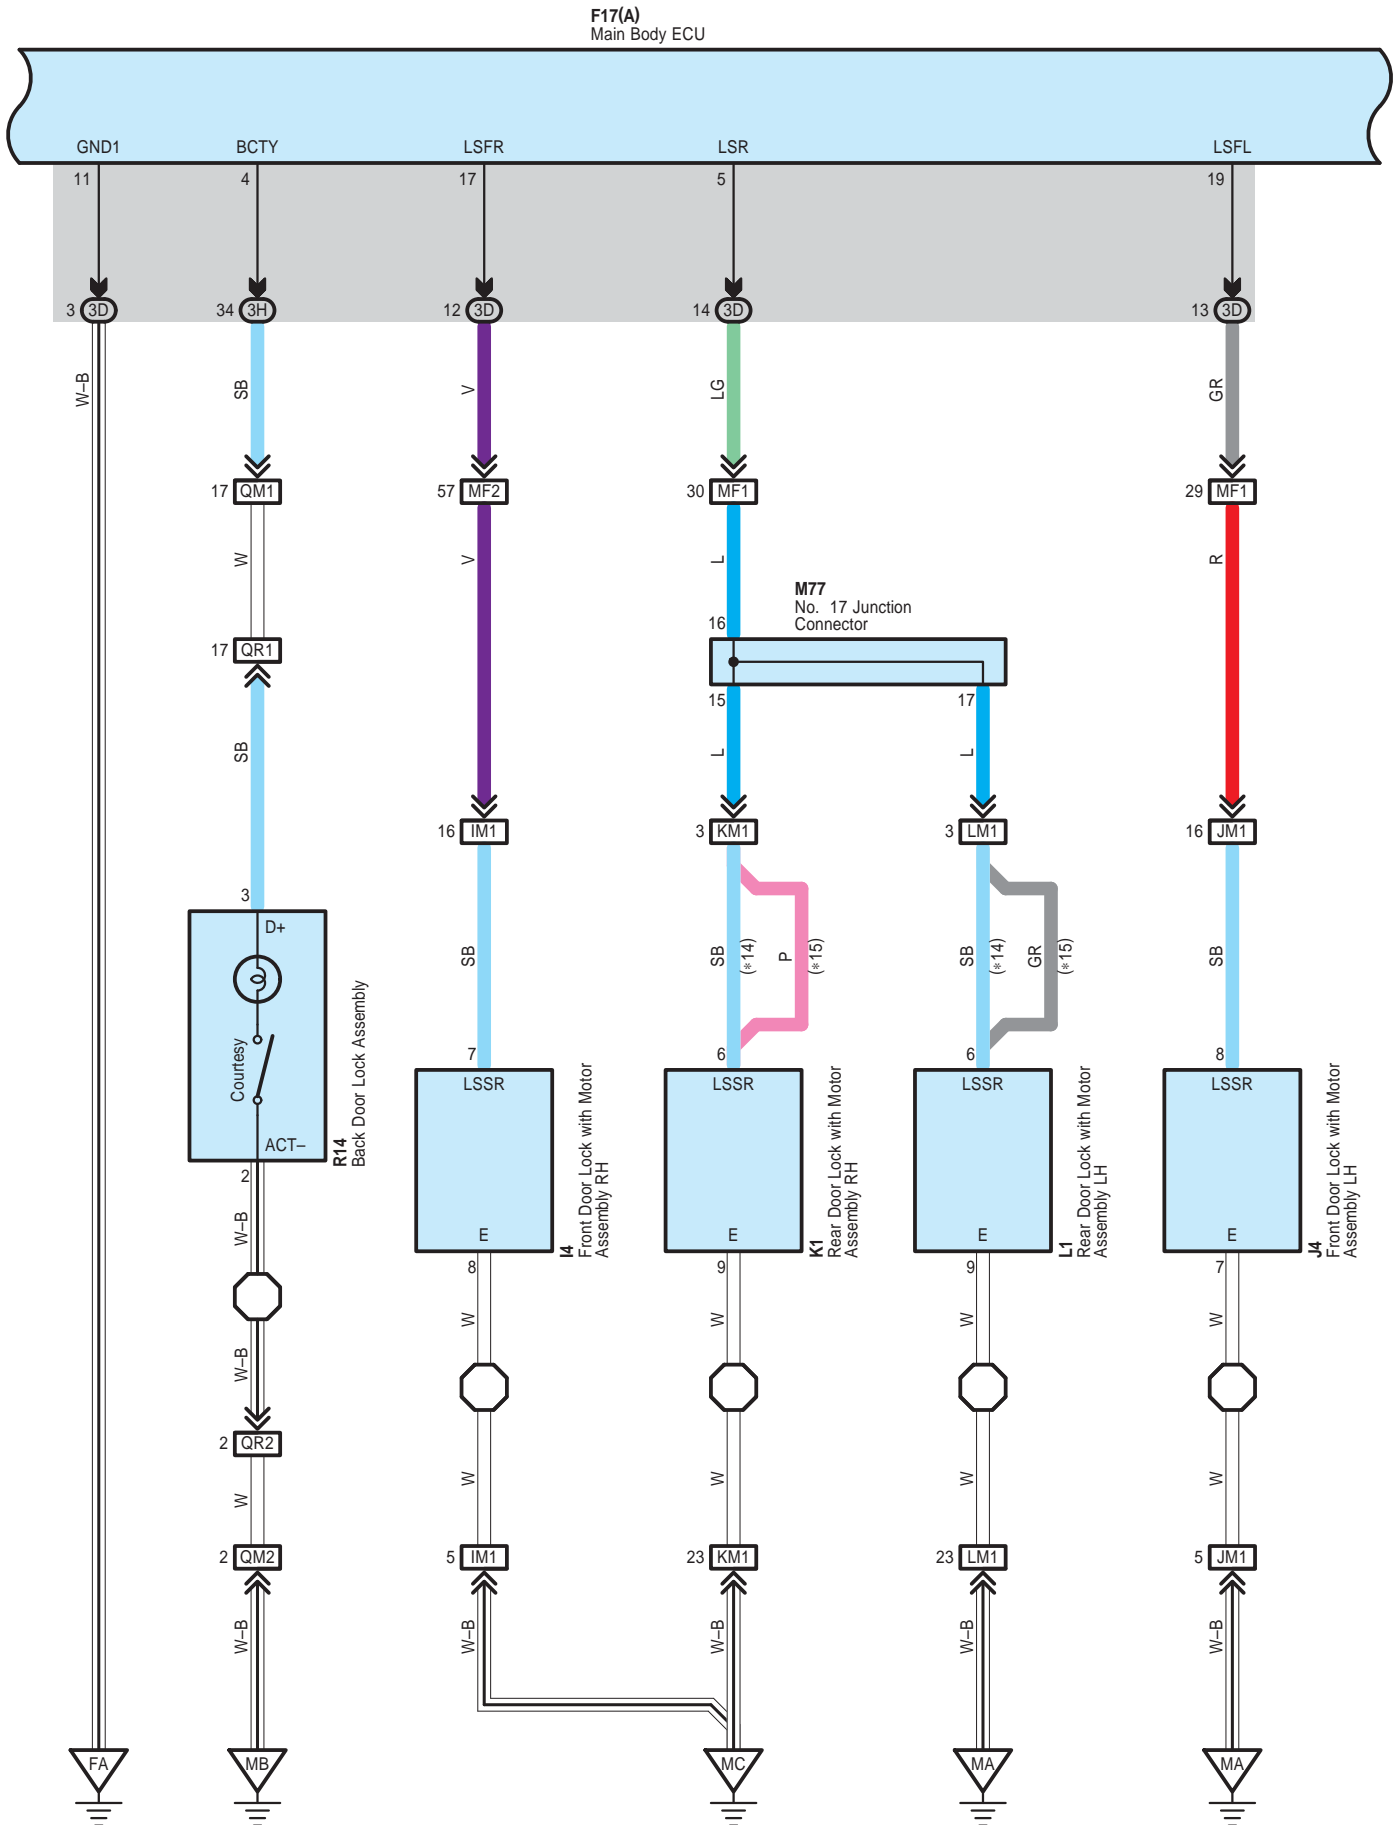 F17(A)
Main Body ECU
GND1 BCTY LSFR LSR LSFL
11 4 17 5 19
3 3D 34 3H 12 3D 14 3D 13 3D
W–B SB V LG GR
17 QM1 57 MF2 30 MF1 29 MF1
W V L R
M77
No. 17 Junction
Connector
16
17 QR1
15 17
SB L L
16 IM1 3 KM1 3 LM1 16 JM1
3
D+
SB SB (*14) P (*15) SB (*14) GR (*15) SB
Courtesy
ACT–
R14
Back Door Lock Assembly
7 6 6 8
LSSR LSSR LSSR LSSR
2
W–B
E E E E
I4
Front Door Lock with Motor
Assembly RH
K1
Rear Door Lock with Motor
Assembly RH
L1
Rear Door Lock with Motor
Assembly LH
J4
Front Door Lock with Motor
Assembly LH
8 9 9 7
W W W W
W–B
2 QR2
W W W W W
2 QM2 5 IM1 23 KM1 23 LM1 5 JM1
W–B W–B W–B W–B W–B
FA MB MC MA MA